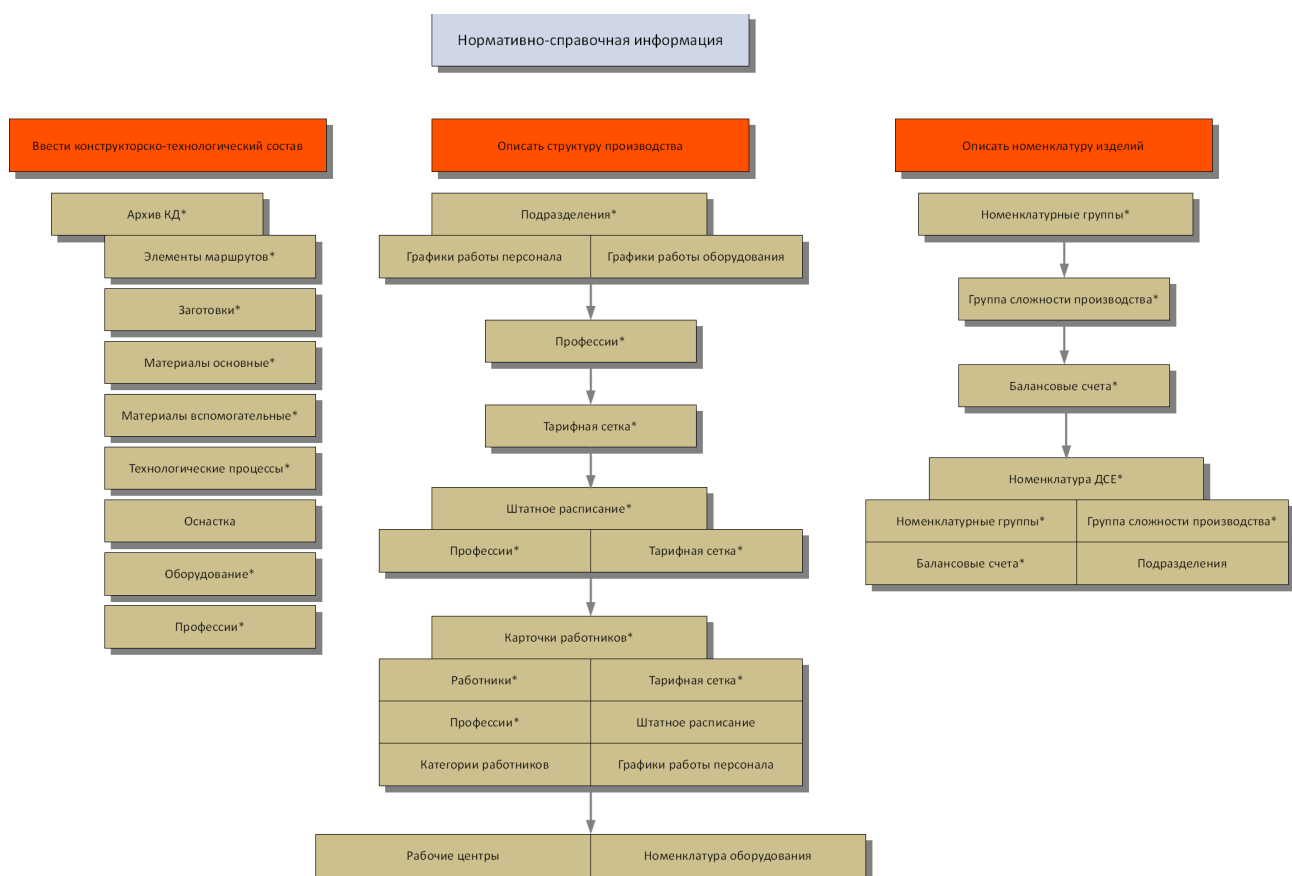 Нормативно-справочная информация
Ввести конструкторско-технологический состав
Архив КД*
Элементы маршрутов*
Заготовки*
Материалы основные*
Материалы вспомогательные*
Технологические процессы*
Оснастка
Оборудование*
Профессии*
Описать структуру производства
Подразделения*
Графики работы персонала
Графики работы оборудования
Профессии*
Тарифная сетка*
Штатное расписание*
Профессии*
Тарифная сетка*
Карточки работников*
Работники*
Тарифная сетка*
Профессии*
Штатное расписание
Категории работников
Графики работы персонала
Рабочие центры
Номенклатура оборудования
Описать номенклатуру изделий
Номенклатурные группы*
Группа сложности производства*
Балансовые счета*
Номенклатура ДСЕ*
Номенклатурные группы*
Группа сложности производства*
Балансовые счета*
Подразделения